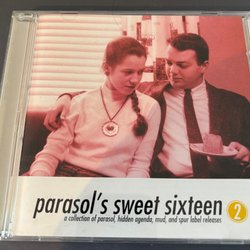 parasol's sweet sixteen 2
a collection of parasol, hidden agenda, mud, and spur label releases